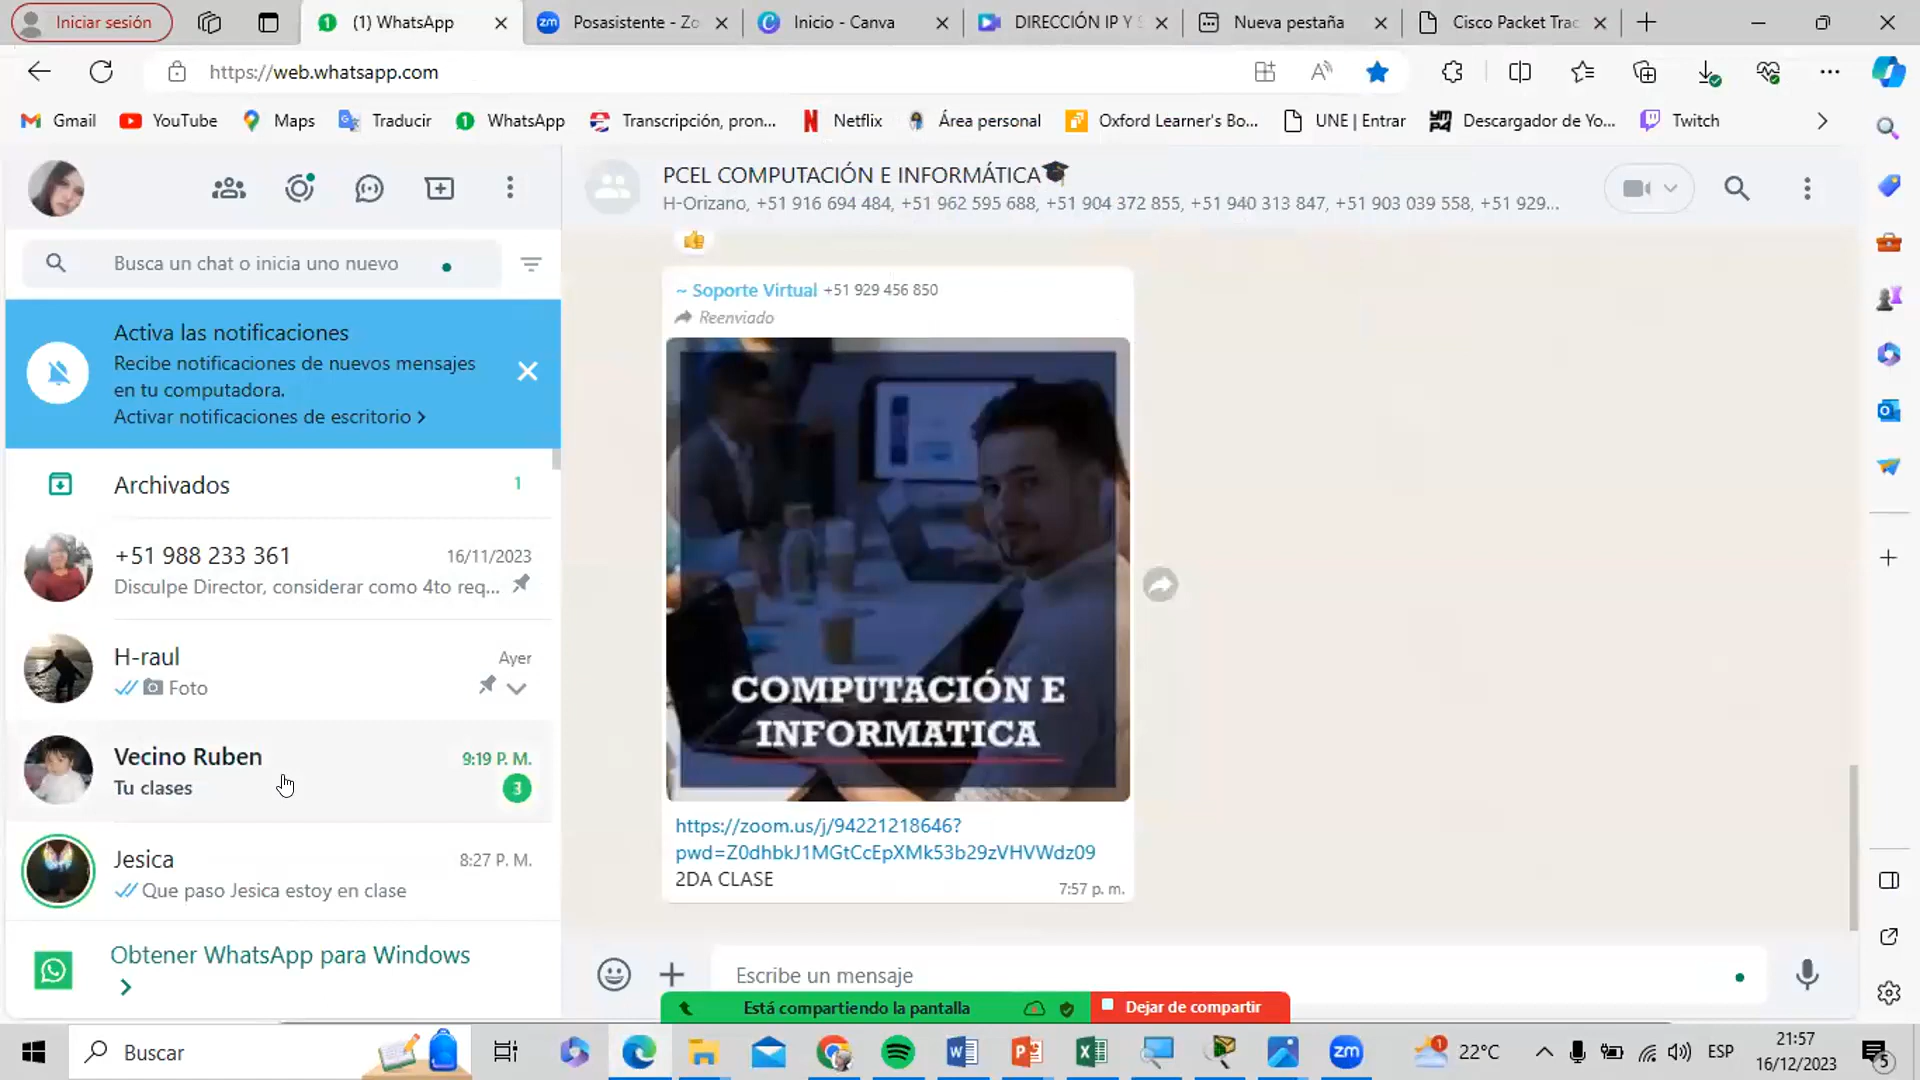 Iniciar sesión
(1) WhatsApp
Posasistente - Zo
Inicio - Canva
DIRECCIÓN IP Y S
Nueva pestaña
Cisco Packet Trac
https://web.whatsapp.com
Gmail
YouTube
Maps
Traducir
WhatsApp
Transcripción, pron...
Netflix
Área personal
Oxford Learner's Bo...
UNE | Entrar
Descargador de Yo...
Twitch
PCEL COMPUTACIÓN E INFORMÁTICA🎓
H-Orizano, +51 916 694 484, +51 962 595 688, +51 904 372 855, +51 940 313 847, +51 903 039 558, +51 929...
Busca un chat o inicia uno nuevo
Activa las notificaciones
Recibe notificaciones de nuevos mensajes
en tu computadora.
Activar notificaciones de escritorio >
Archivados 1
+51 988 233 361 16/11/2023
Disculpe Director, considerar como 4to req...
H-raul Ayer
Foto
Vecino Ruben 9:19 P. M.
Tu clases 3
Jesica 8:27 P. M.
Que paso Jesica estoy en clase
Obtener WhatsApp para Windows
>
~ Soporte Virtual +51 929 456 850
Reenviado
COMPUTACIÓN E
INFORMATICA
https://zoom.us/j/94221218646?
pwd=Z0dhbkJ1MGtCcEpXMk53b29zVHVWdz09
2DA CLASE
7:57 p. m.
Escribe un mensaje
Está compartiendo la pantalla
Dejar de compartir
Buscar
zm
22°C
ESP
21:57
16/12/2023
5